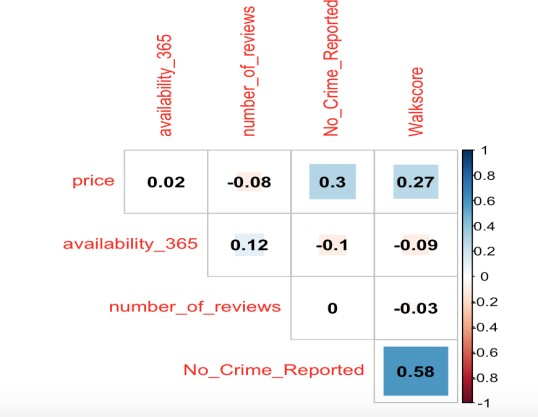 availability_365
number_of_reviews
No_Crime_Reported
Walkscore
price 0.02 -0.08 0.3 0.27
availability_365 0.12 -0.1 -0.09
number_of_reviews 0 -0.03
No_Crime_Reported 0.58
1
0.8
0.6
0.4
0.2
0
-0.2
-0.4
-0.6
-0.8
-1